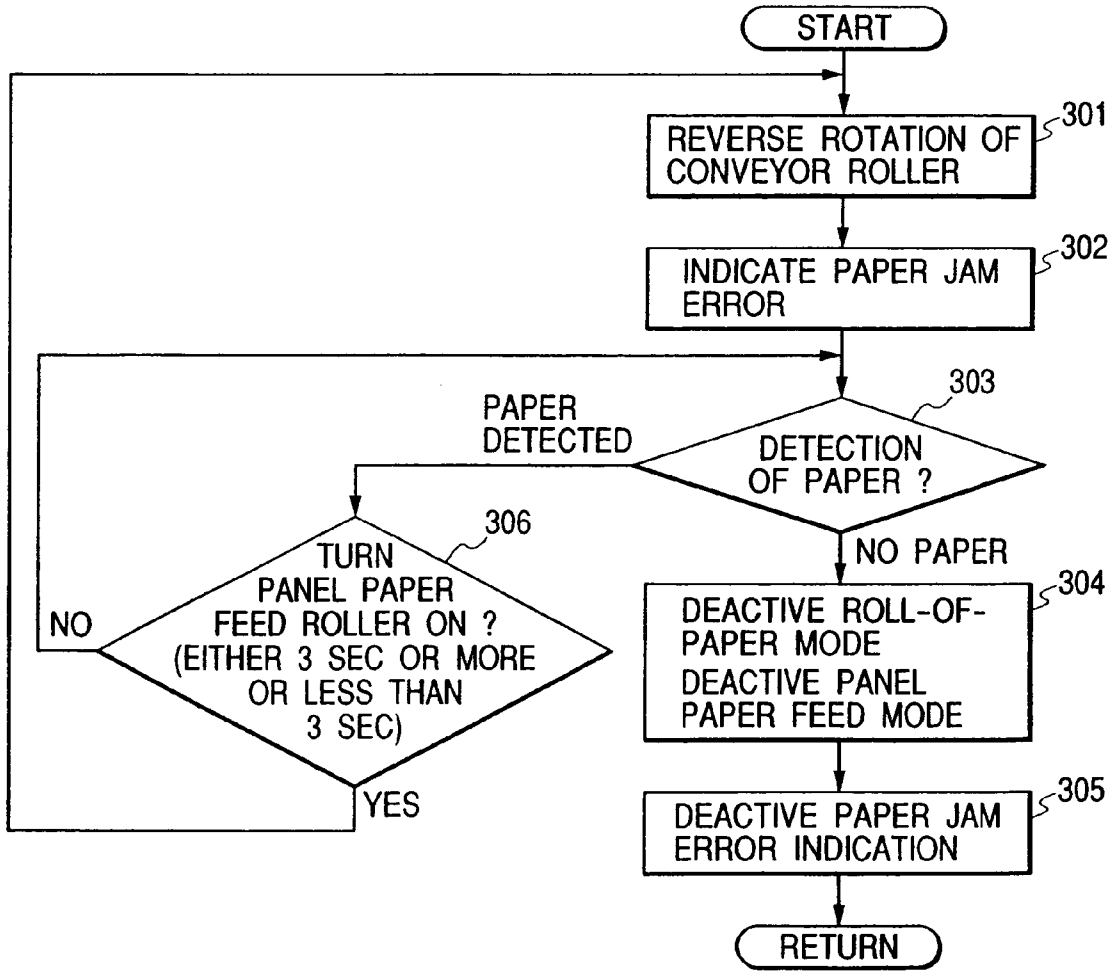 START
301
REVERSE ROTATION OF
CONVEYOR ROLLER
302
INDICATE PAPER JAM
ERROR
303
PAPER
DETECTED
DETECTION
OF PAPER ?
306
TURN
PANEL PAPER
FEED ROLLER ON ?
(EITHER 3 SEC OR MORE
OR LESS THAN
3 SEC)
NO
YES
NO PAPER
304
DEACTIVE ROLL-OF-
PAPER MODE
DEACTIVE PANEL
PAPER FEED MODE
305
DEACTIVE PAPER JAM
ERROR INDICATION
RETURN